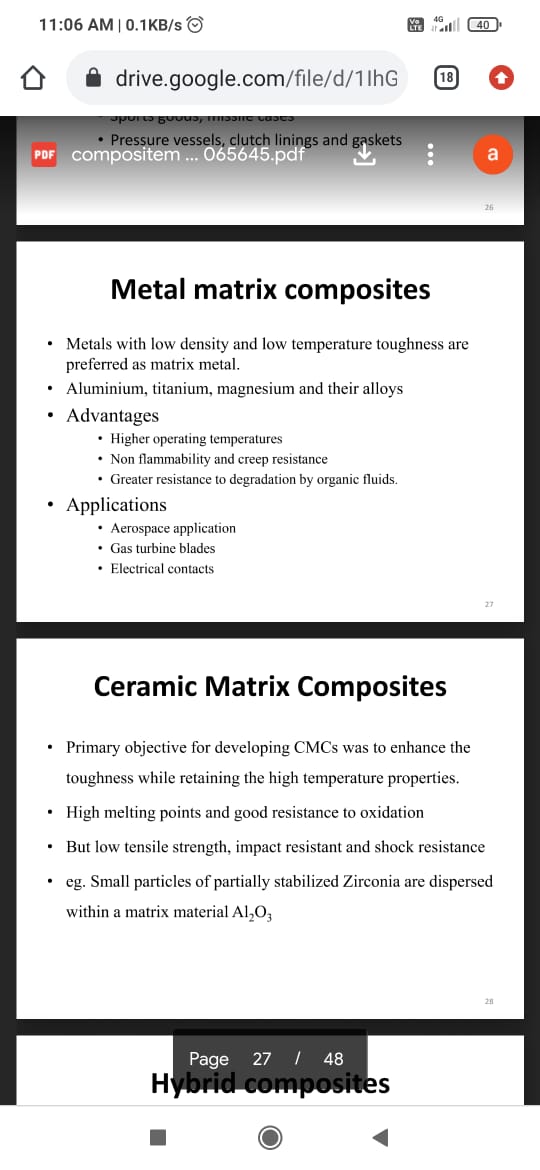 11:06 AM | 0.1KB/s
Vo LTE 4G 40
drive.google.com/file/d/1IhG 18
• Sports goods, missile cases
• Pressure vessels, clutch linings and gaskets
PDF compositem ... 065645.pdf a
26
Metal matrix composites
• Metals with low density and low temperature toughness are
preferred as matrix metal.
• Aluminium, titanium, magnesium and their alloys
• Advantages
• Higher operating temperatures
• Non flammability and creep resistance
• Greater resistance to degradation by organic fluids.
• Applications
• Aerospace application
• Gas turbine blades
• Electrical contacts
27
Ceramic Matrix Composites
• Primary objective for developing CMCs was to enhance the
toughness while retaining the high temperature properties.
• High melting points and good resistance to oxidation
• But low tensile strength, impact resistant and shock resistance
• eg. Small particles of partially stabilized Zirconia are dispersed
within a matrix material Al₂O₃
28
Page 27 / 48
Hybrid composites